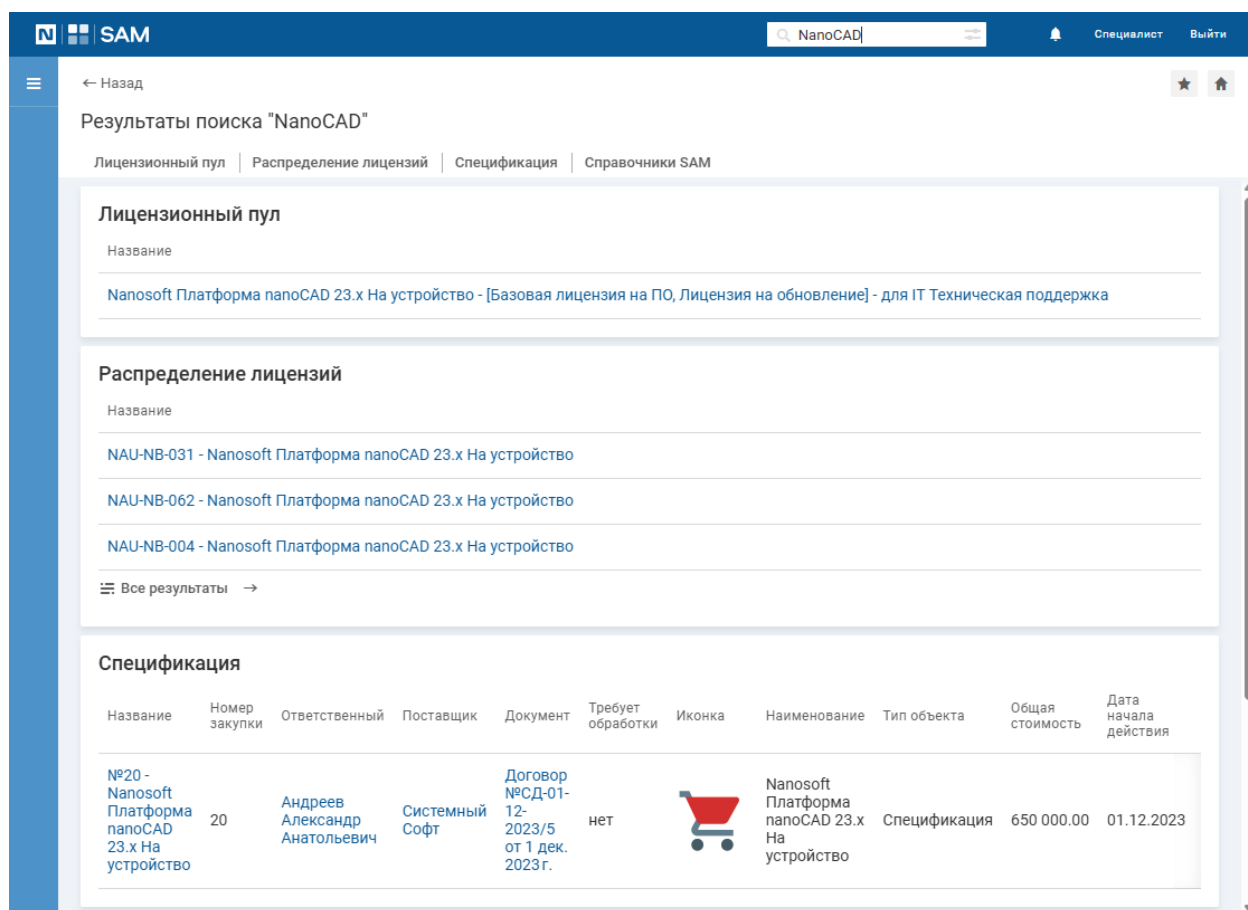 N SAM NanoCAD Специалист Выйти
← Назад
Результаты поиска "NanoCAD"
Лицензионный пул Распределение лицензий Спецификация Справочники SAM
Лицензионный пул
Название
Nanosoft Платформа nanoCAD 23.x На устройство - [Базовая лицензия на ПО, Лицензия на обновление] - для IT Техническая поддержка
Распределение лицензий
Название
NAU-NB-031 - Nanosoft Платформа nanoCAD 23.x На устройство
NAU-NB-062 - Nanosoft Платформа nanoCAD 23.x На устройство
NAU-NB-004 - Nanosoft Платформа nanoCAD 23.x На устройство
Все результаты →
Спецификация
Название
Номер
закупки
Ответственный
Поставщик
Документ
Требует
обработки
Иконка
Наименование
Тип объекта
Общая
стоимость
Дата
начала
действия
№20 -
Nanosoft
Платформа
nanoCAD
23.x На
устройство
20
Андреев
Александр
Анатольевич
Системный
Софт
Договор
№СД-01-
12-
2023/5
от 1 дек.
2023 г.
нет
Nanosoft
Платформа
nanoCAD 23.x
На
устройство
Спецификация
650 000.00
01.12.2023